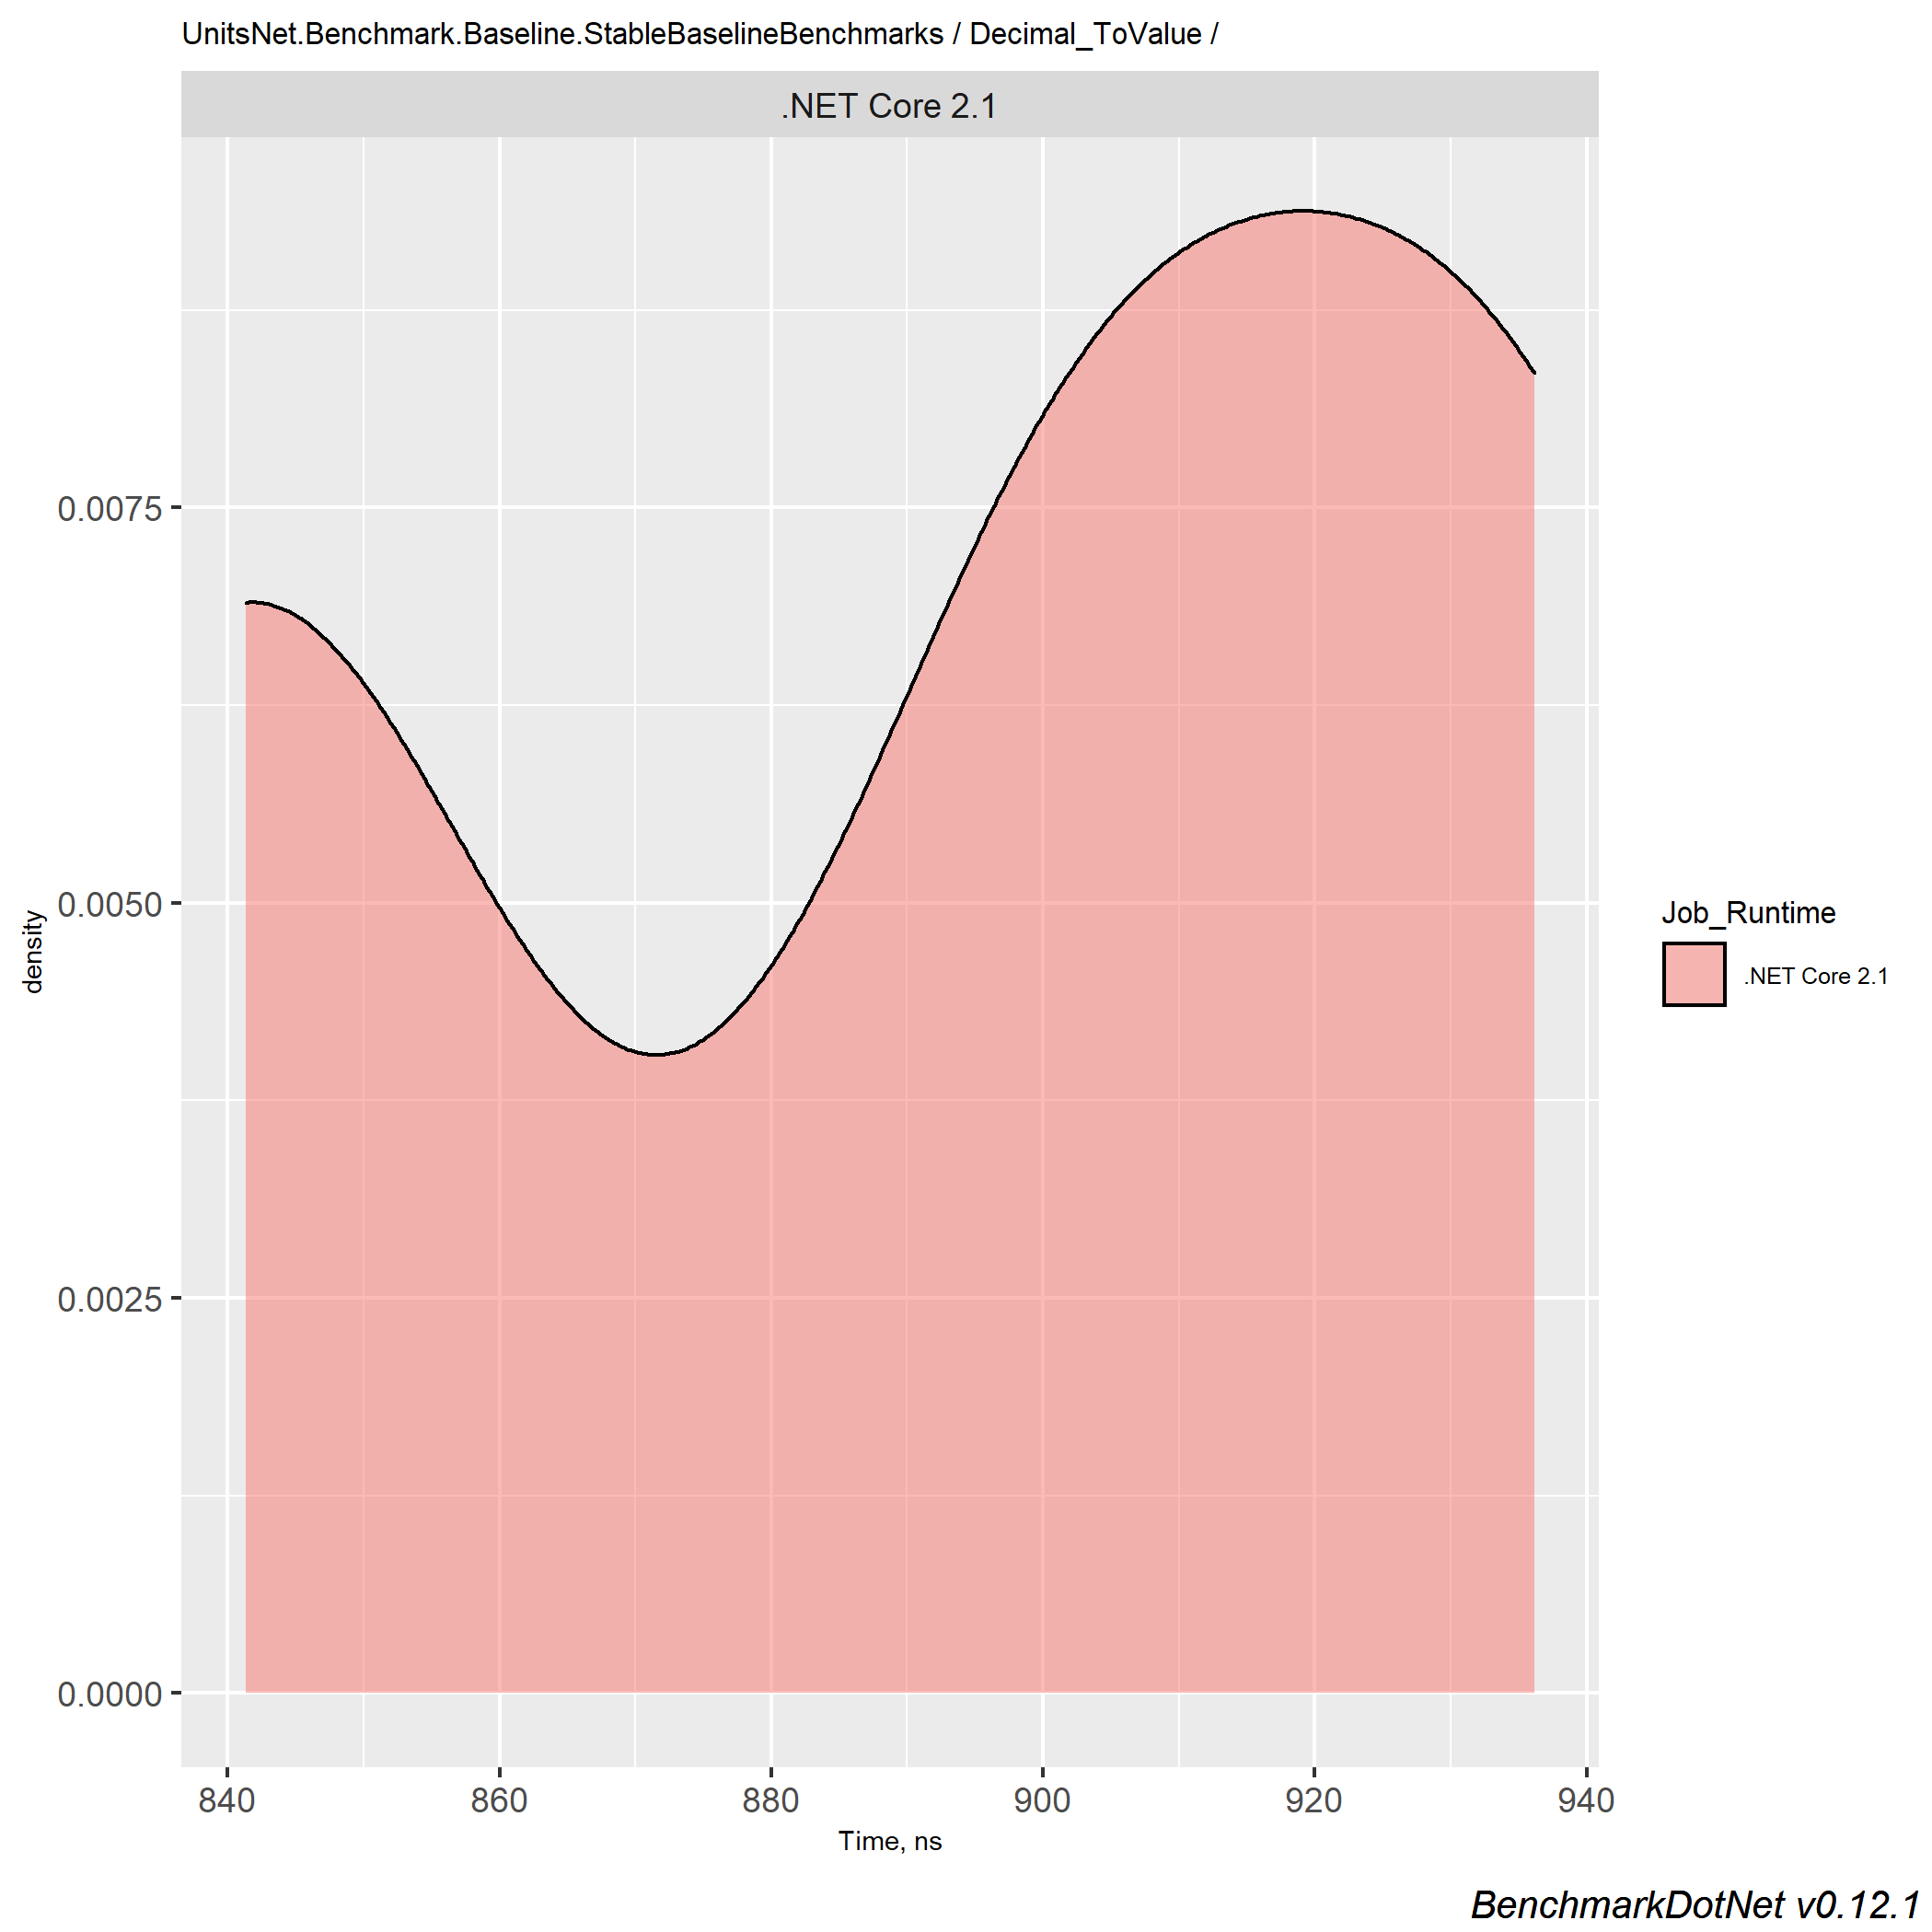 UnitsNet.Benchmark.Baseline.StableBaselineBenchmarks / Decimal_ToValue /
.NET Core 2.1
0.0075
0.0050
0.0025
0.0000
density
840 860 880 900 920 940
Time, ns
Job_Runtime
.NET Core 2.1
BenchmarkDotNet v0.12.1